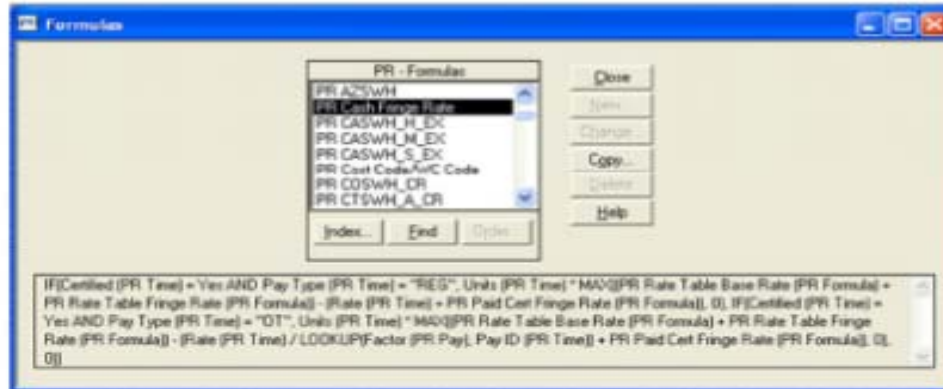 Formulas
PR - Formulas
PR AZSWH
PR Cash Fringe Rate
PR CASWH_H_EX
PR CASWH_M_EX
PR CASWH_S_EX
PR Cost Code/WC Code
PR COSWH_CR
PR CTSWH_A_CR
Index...
Find
Order...
Close
New...
Change...
Copy...
Delete
Help
IF(Certified (PR Time) = Yes AND Pay Type (PR Time) = "REG", Units (PR Time) * MAX((PR Rate Table Base Rate (PR Formula) +
PR Rate Table Fringe Rate (PR Formula)) - (Rate (PR Time) + PR Paid Cert Fringe Rate (PR Formula)), 0), IF(Certified (PR Time) =
Yes AND Pay Type (PR Time) = "OT", Units (PR Time) * MAX((PR Rate Table Base Rate (PR Formula) + PR Rate Table Fringe
Rate (PR Formula)) - (Rate (PR Time) / LOOKUP(Factor (PR Pay), Pay ID (PR Time)) + PR Paid Cert Fringe Rate (PR Formula)), 0),
0))